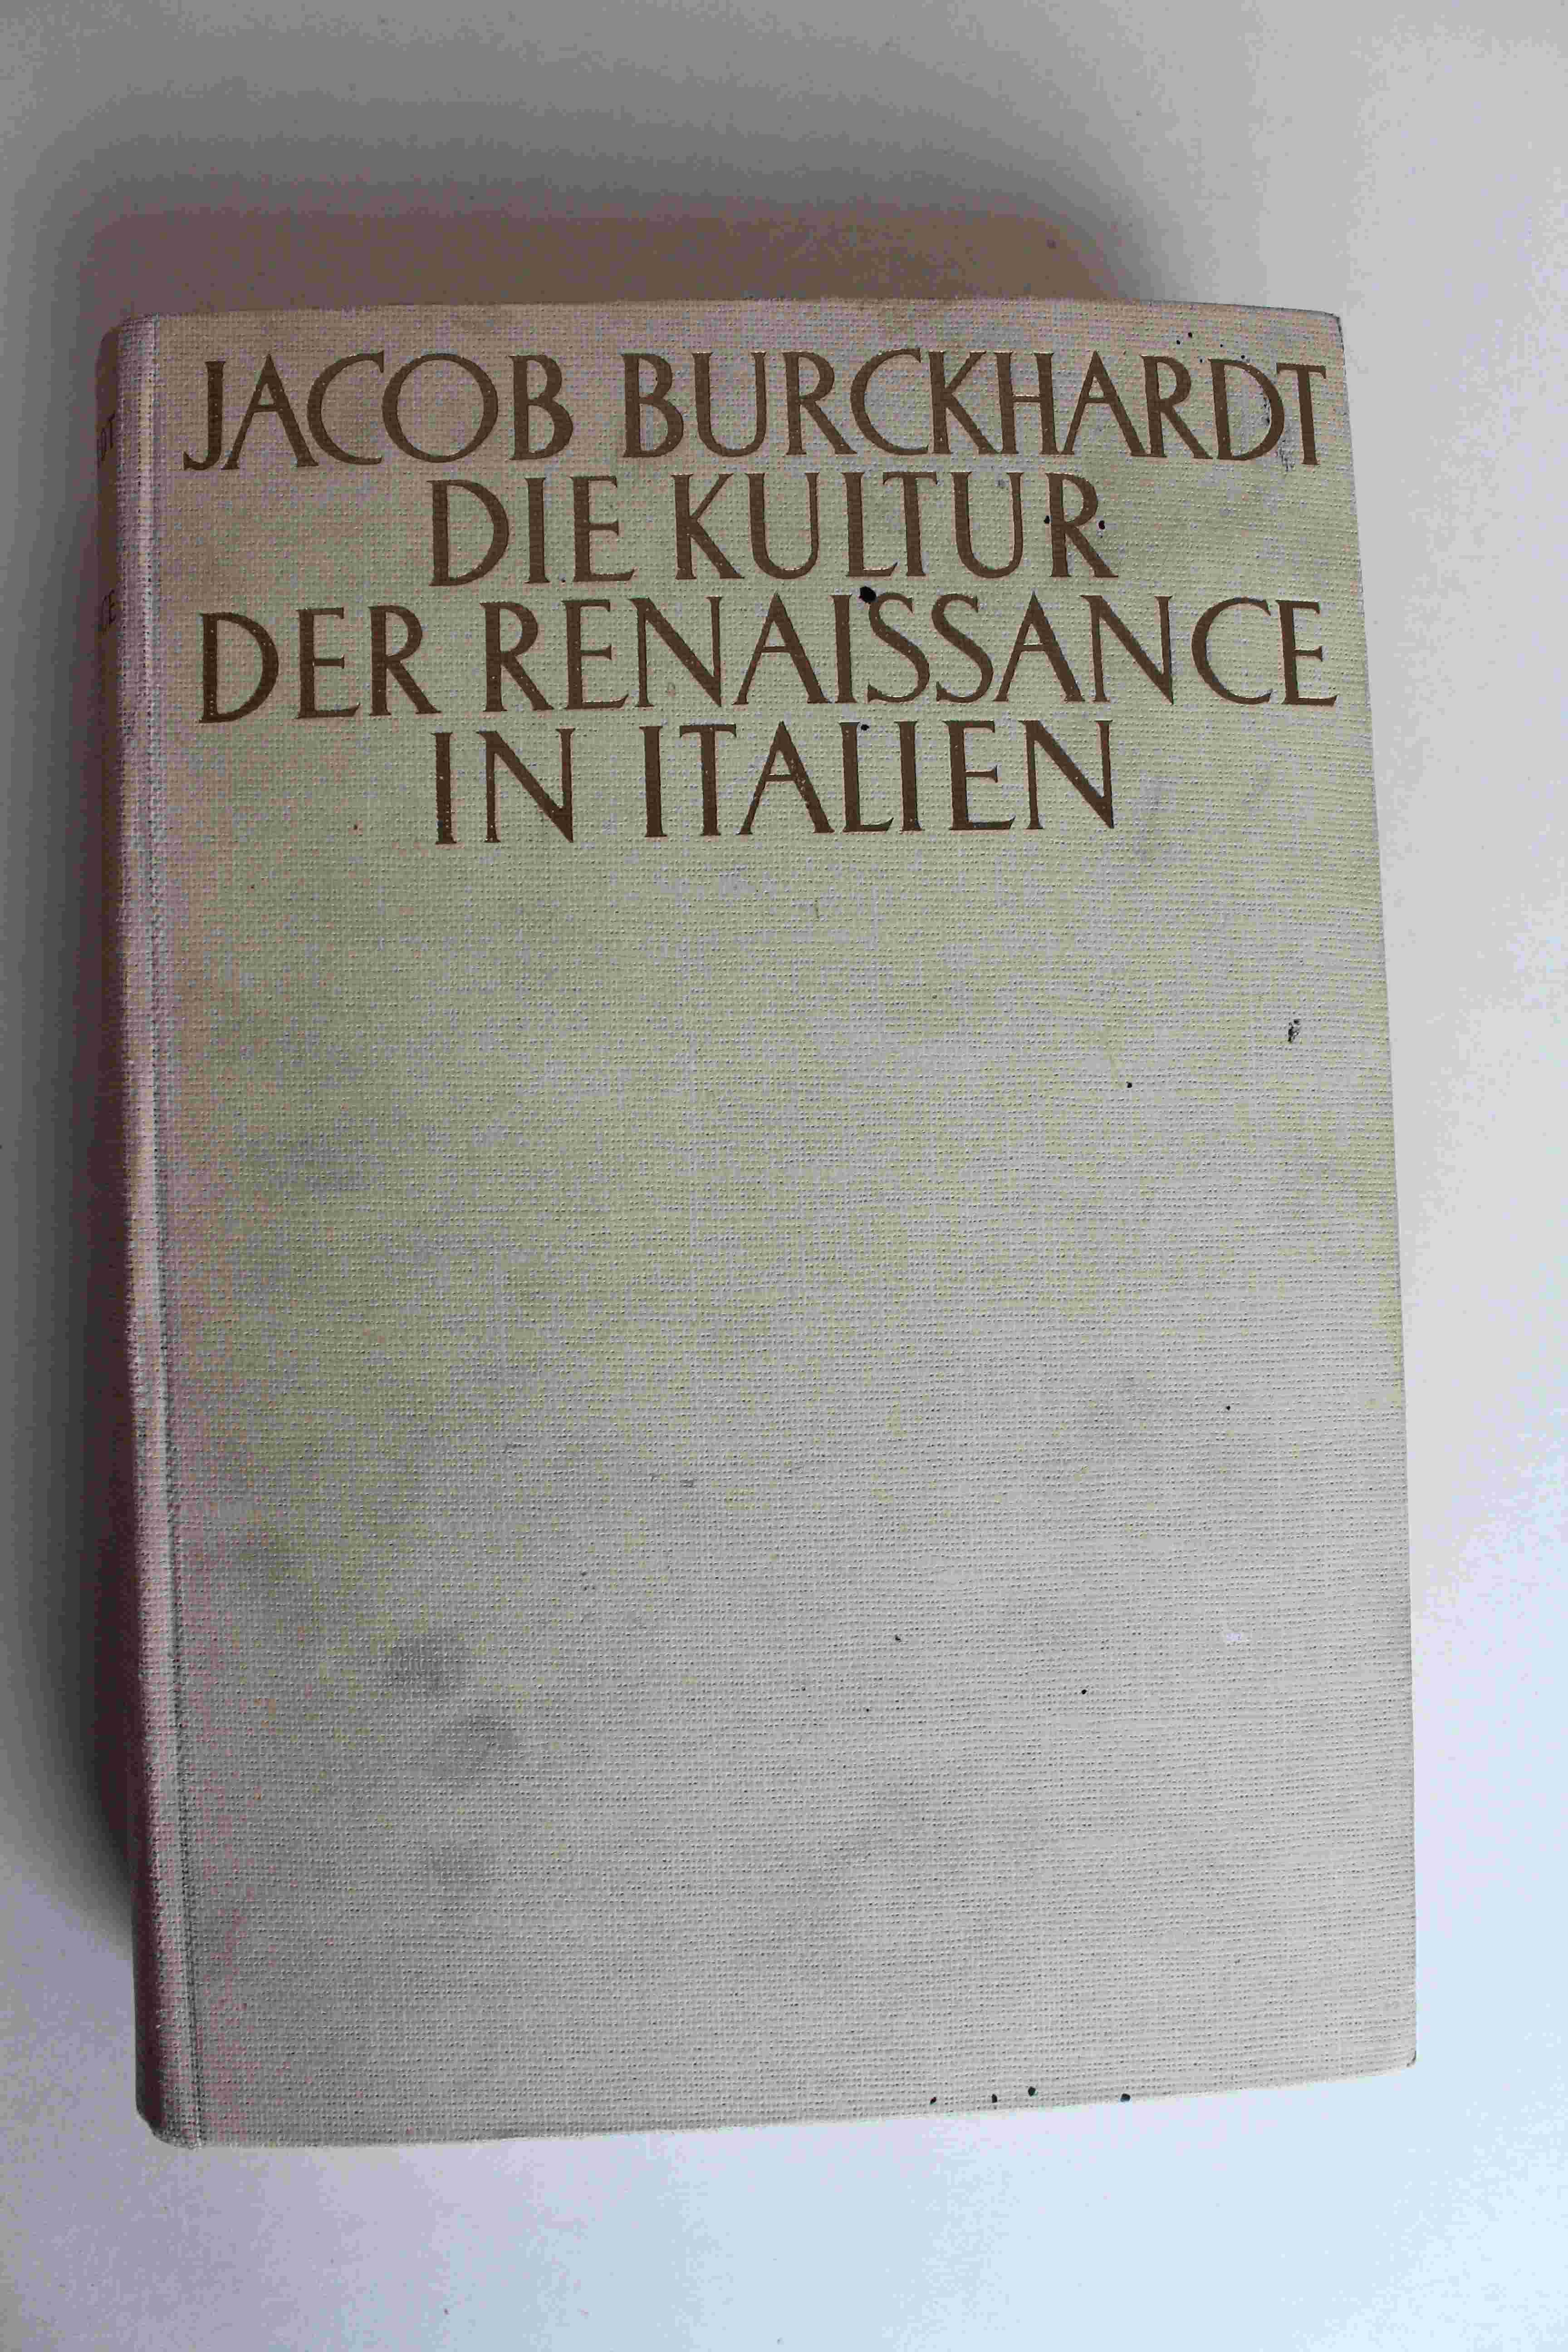 JACOB BURCKHARDT
DIE KULTUR
DER RENAISSANCE
IN ITALIEN